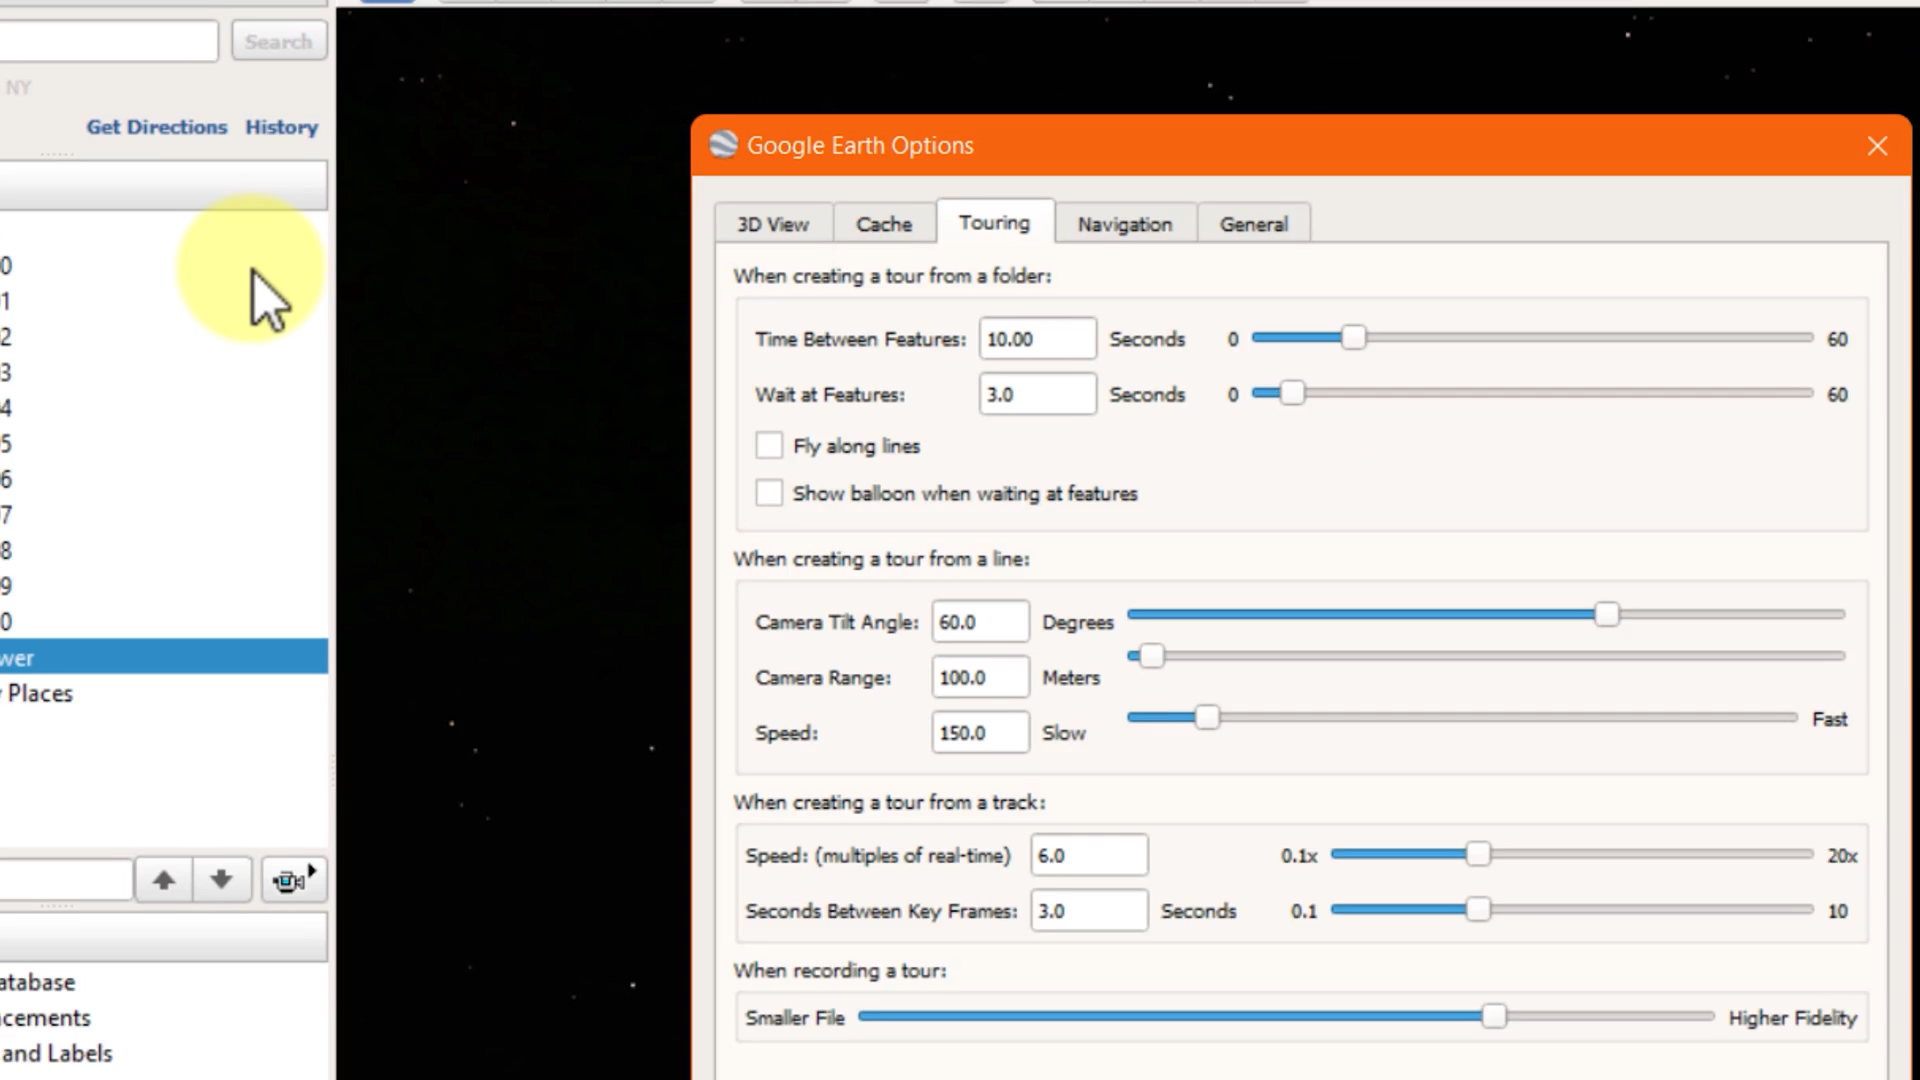 Search
NY
Get Directions History
0
1
2
3
4
5
6
7
8
9
0
wer
Places
atabase
cements
and Labels
Google Earth Options
3D View Cache Touring Navigation General
When creating a tour from a folder:
Time Between Features: 10.00 Seconds 0 60
Wait at Features: 3.0 Seconds 0 60
Fly along lines
Show balloon when waiting at features
When creating a tour from a line:
Camera Tilt Angle: 60.0 Degrees
Camera Range: 100.0 Meters
Speed: 150.0 Slow Fast
When creating a tour from a track:
Speed: (multiples of real-time) 6.0 0.1x 20x
Seconds Between Key Frames: 3.0 Seconds 0.1 10
When recording a tour:
Smaller File Higher Fidelity